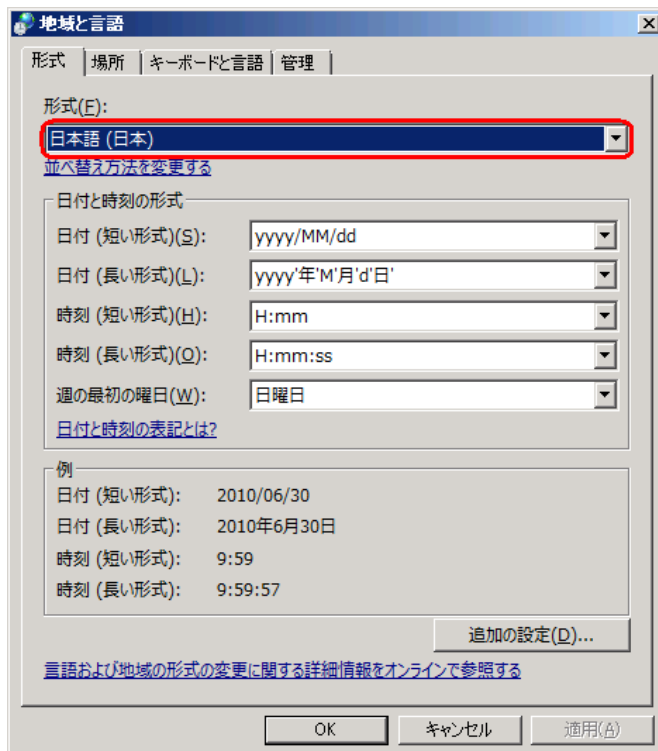 地域と言語
形式 場所 キーボードと言語 管理
形式(F):
日本語 (日本)
並べ替え方法を変更する
日付と時刻の形式
日付 (短い形式)(S): yyyy/MM/dd
日付 (長い形式)(L): yyyy'年'M'月'd'日'
時刻 (短い形式)(H): H:mm
時刻 (長い形式)(O): H:mm:ss
週の最初の曜日(W): 日曜日
日付と時刻の表記とは?
例
日付 (短い形式): 2010/06/30
日付 (長い形式): 2010年6月30日
時刻 (短い形式): 9:59
時刻 (長い形式): 9:59:57
追加の設定(D)...
言語および地域の形式の変更に関する詳細情報をオンラインで参照する
OK キャンセル 適用(A)